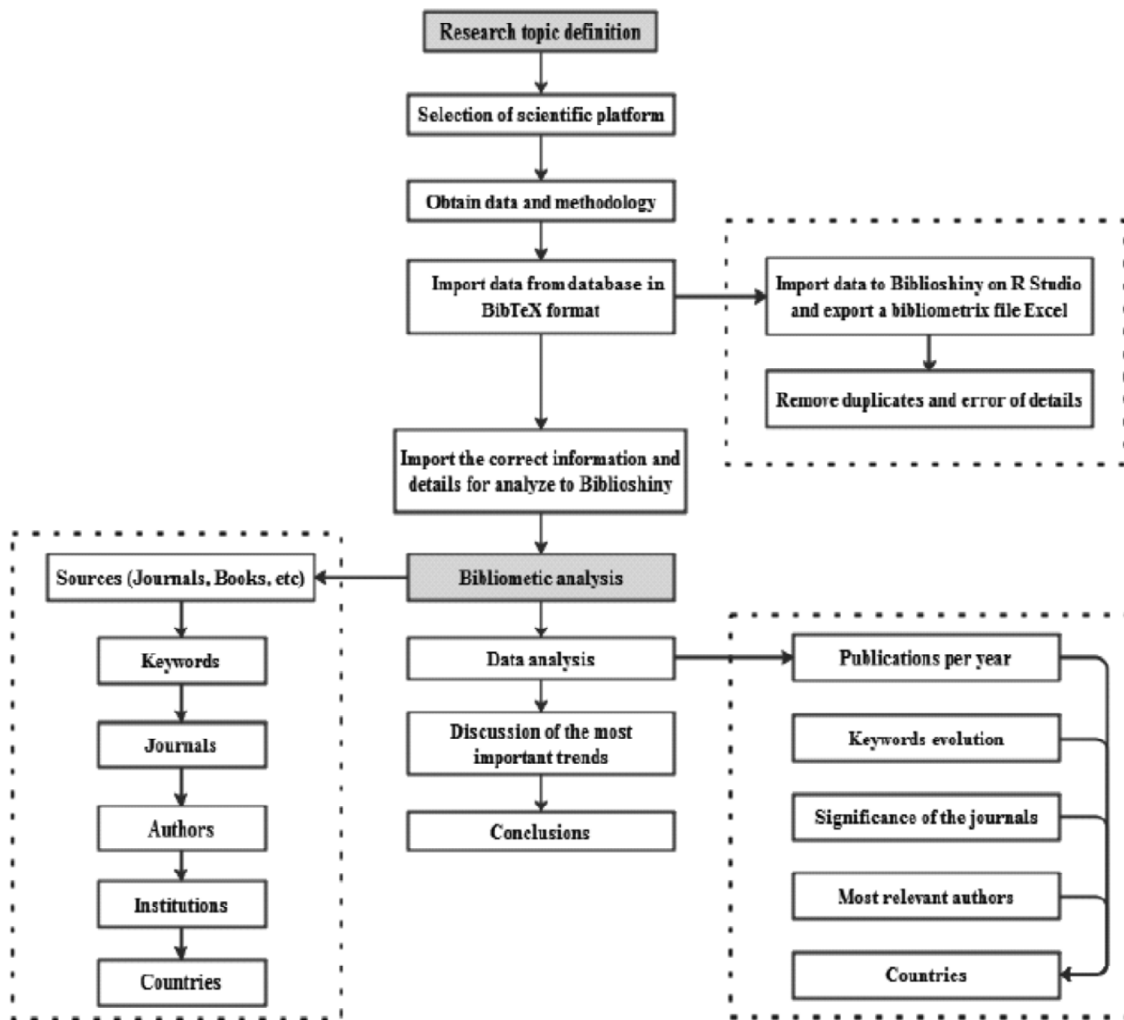 Research topic definition
Selection of scientific platform
Obtain data and methodology
Import data from database in
BibTeX format
Import data to Biblioshiny on R Studio
and export a bibliometrix file Excel
Remove duplicates and error of details
Import the correct information and
details for analyze to Biblioshiny
Bibliometic analysis
Sources (Journals, Books, etc)
Keywords
Journals
Authors
Institutions
Countries
Data analysis
Discussion of the most
important trends
Conclusions
Publications per year
Keywords evolution
Significance of the journals
Most relevant authors
Countries